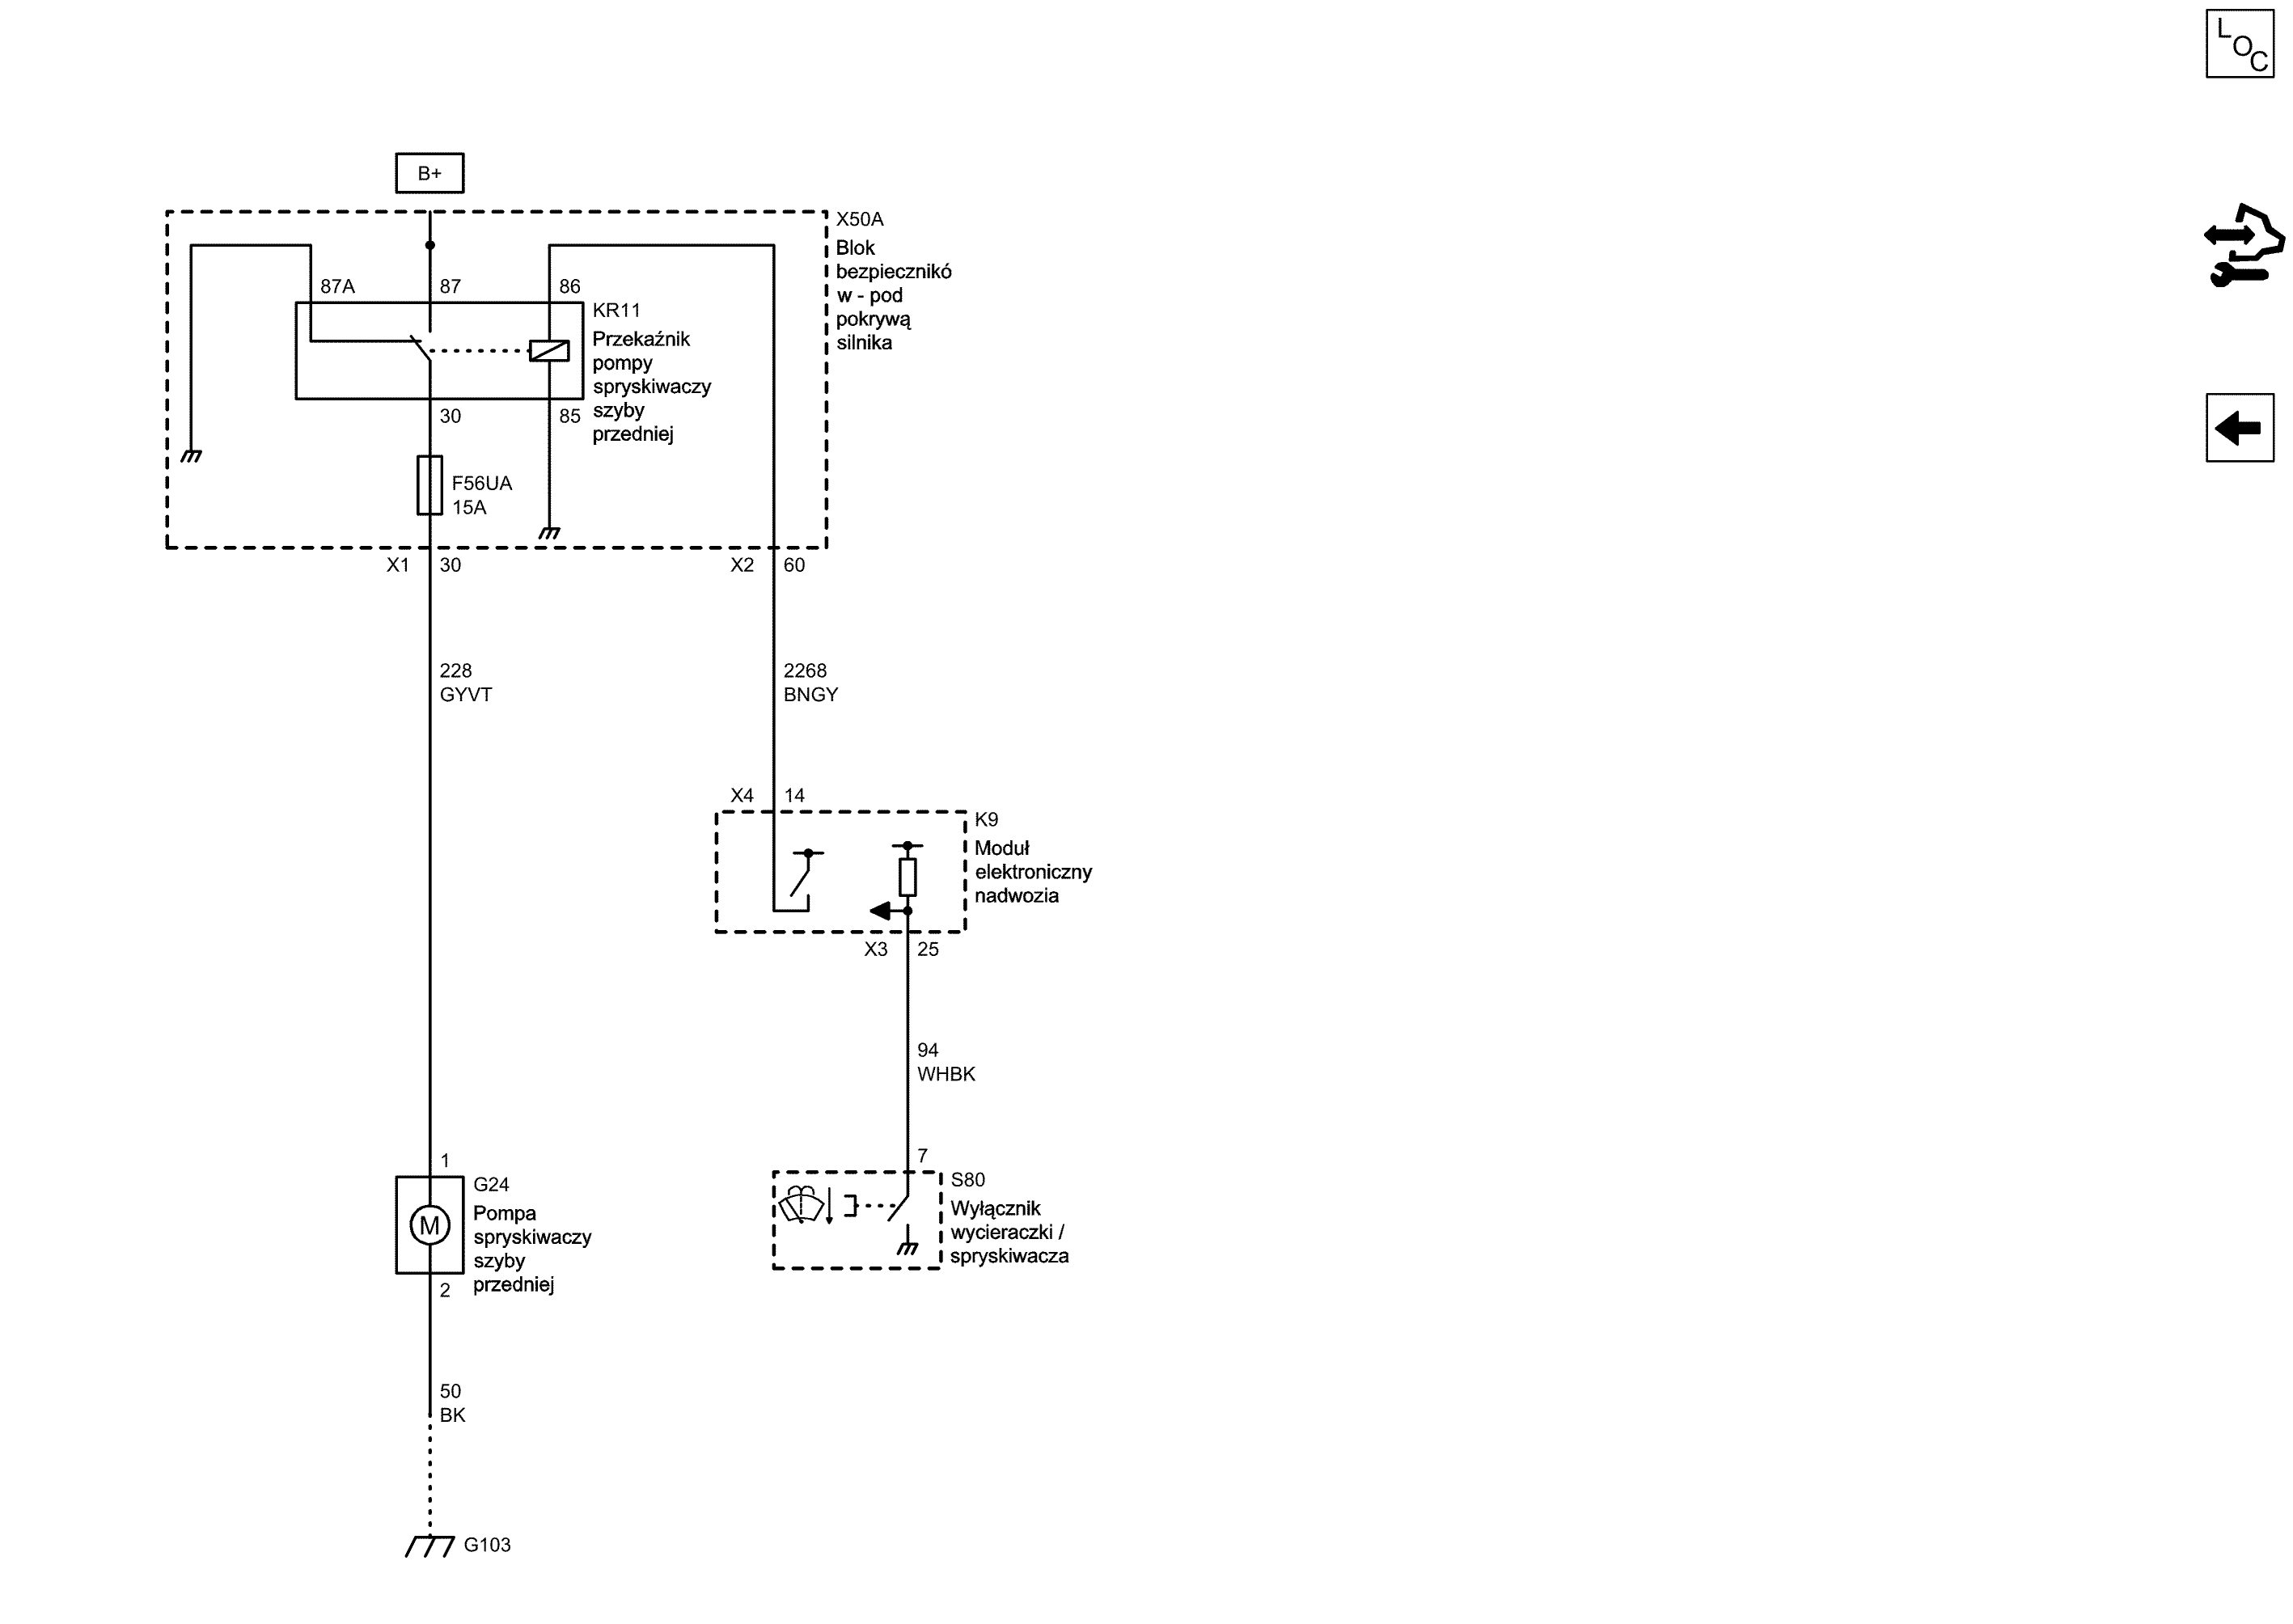 L
O
C
B+
X50A
Blok
bezpiecznikó
w - pod
pokrywą
silnika
87A
87
86
KR11
Przekaźnik
pompy
spryskiwaczy
szyby
przedniej
30
85
F56UA
15A
X1
30
X2
60
228
GYVT
2268
BNGY
X4
14
K9
Moduł
elektroniczny
nadwozia
X3
25
94
WHBK
7
S80
Wyłącznik
wycieraczki /
spryskiwacza
1
G24
Pompa
spryskiwaczy
szyby
przedniej
M
2
50
BK
G103